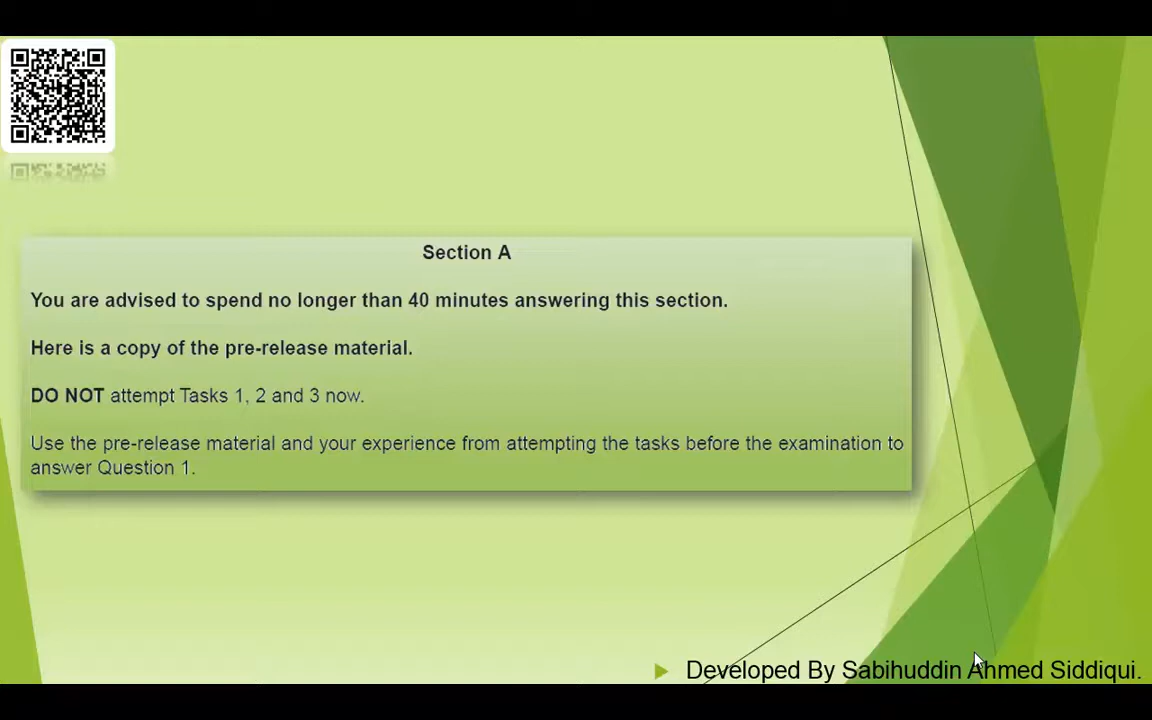 Section A
You are advised to spend no longer than 40 minutes answering this section.
Here is a copy of the pre-release material.
DO NOT attempt Tasks 1, 2 and 3 now.
Use the pre-release material and your experience from attempting the tasks before the examination to
answer Question 1.
Developed By Sabihuddin Ahmed Siddiqui.